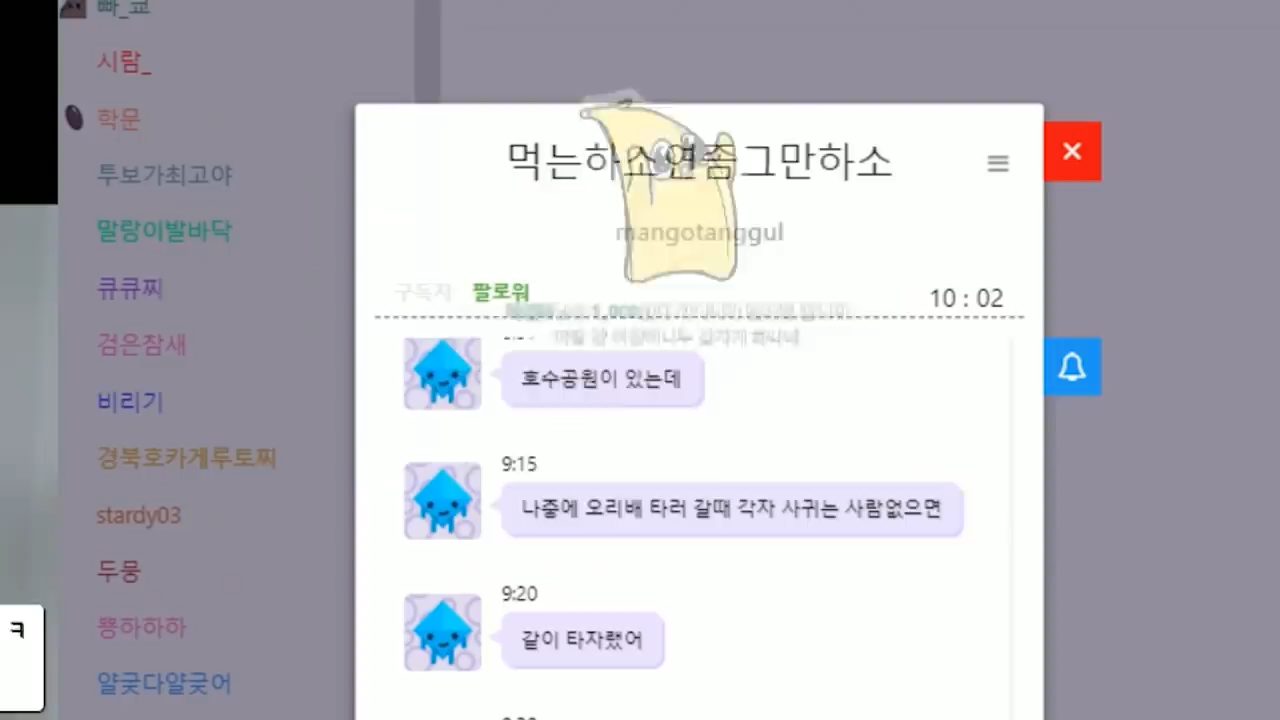 빠_쿄
시람_
학문
투보가최고야
말랑이발바닥
큐큐찌
검은참새
비리기
경북호카게루토찌
stardy03
두뭉
뚕하하하
얄궂다얄궂어
ㅋ
먹는하소연좀그만하소
mangotanggul
구독자 팔로워
10 : 02
호수공원이 있는데
9:15
나중에 오리배 타러 갈때 각자 사귀는 사람없으면
9:20
같이 타자랬어